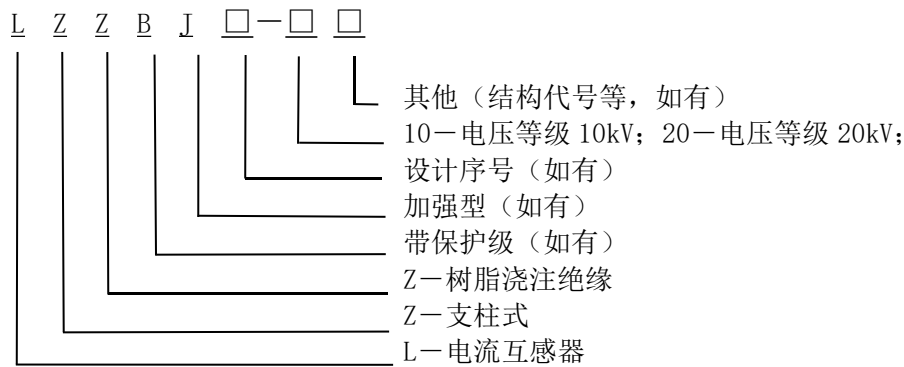 L Z Z B J □－□ □
其他（结构代号等，如有）
10－电压等级 10kV；20－电压等级 20kV；
设计序号（如有）
加强型（如有）
带保护级（如有）
Z－树脂浇注绝缘
Z－支柱式
L－电流互感器